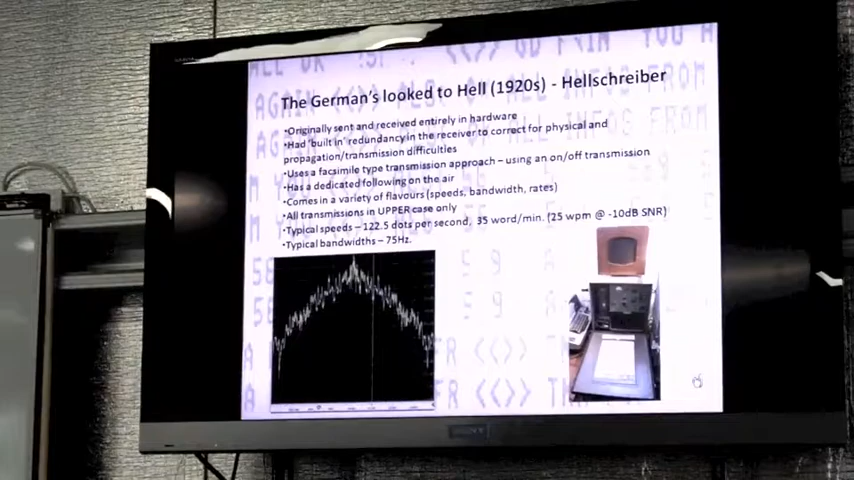 The German's looked to Hell (1920s) - Hellschreiber
•Originally sent and received entirely in hardware
•Had 'built in' redundancy in the receiver to correct for physical and
propagation/transmission difficulties
•Uses a facsimile type transmission approach – using an on/off transmission
•Has a dedicated following on the air
•Comes in a variety of flavours (speeds, bandwidth, rates)
•All transmissions in UPPER case only
•Typical speeds – 122.5 dots per second, 35 word/min. (25 wpm @ -10dB SNR)
•Typical bandwidths – 75Hz.
SONY